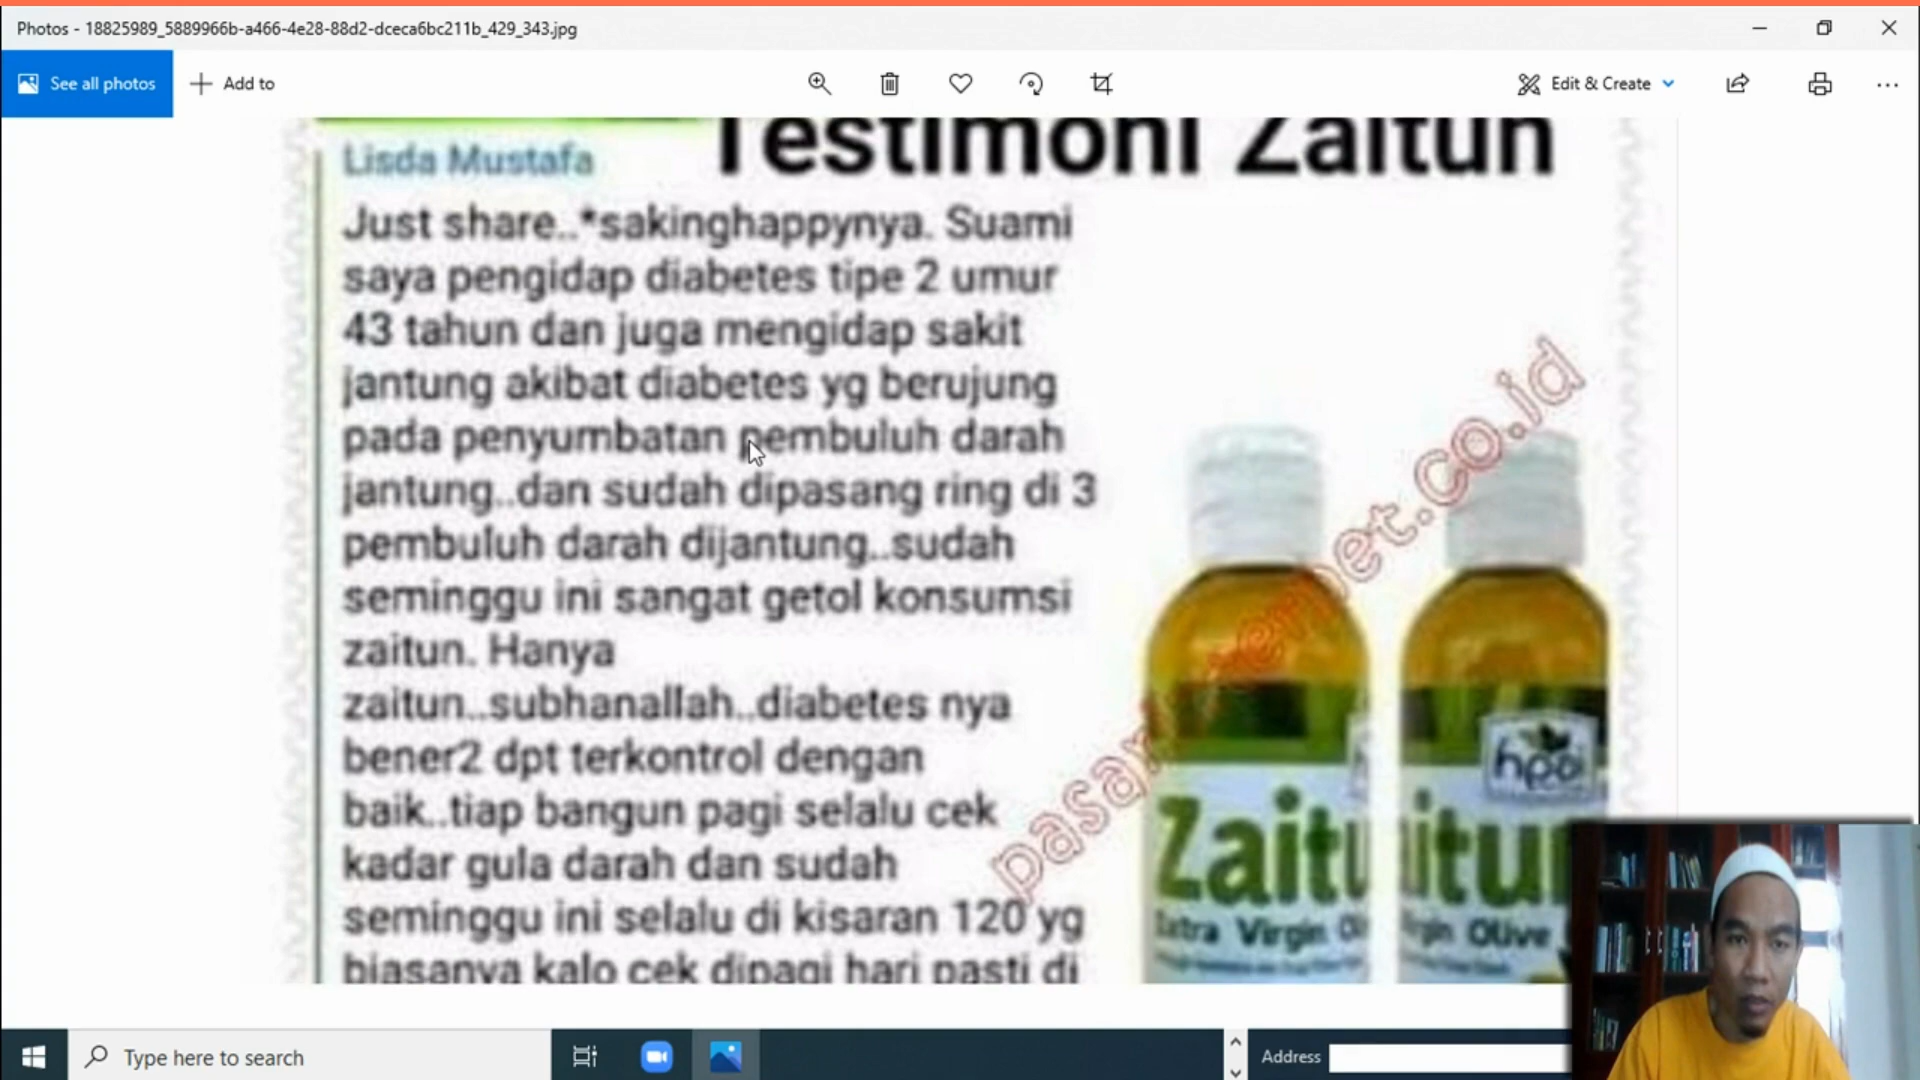 Photos - 18825989_5889966b-a466-4e28-88d2-dceca6bc211b_429_343.jpg
See all photos
Add to
Edit & Create
Testimoni Zaitun
Lisda Mustafa
Just share..*sakinghappynya. Suami
saya pengidap diabetes tipe 2 umur
43 tahun dan juga mengidap sakit
jantung akibat diabetes yg berujung
pada penyumbatan pembuluh darah
jantung..dan sudah dipasang ring di 3
pembuluh darah dijantung..sudah
seminggu ini sangat getol konsumsi
zaitun. Hanya
zaitun..subhanallah..diabetes nya
bener2 dpt terkontrol dengan
baik..tiap bangun pagi selalu cek
kadar gula darah dan sudah
seminggu ini selalu di kisaran 120 yg
biasanya kalo cek dipagi hari pasti di
hpai
Zaitu
itun
Extra Virgin Ol
irgin Olive
Type here to search
Address